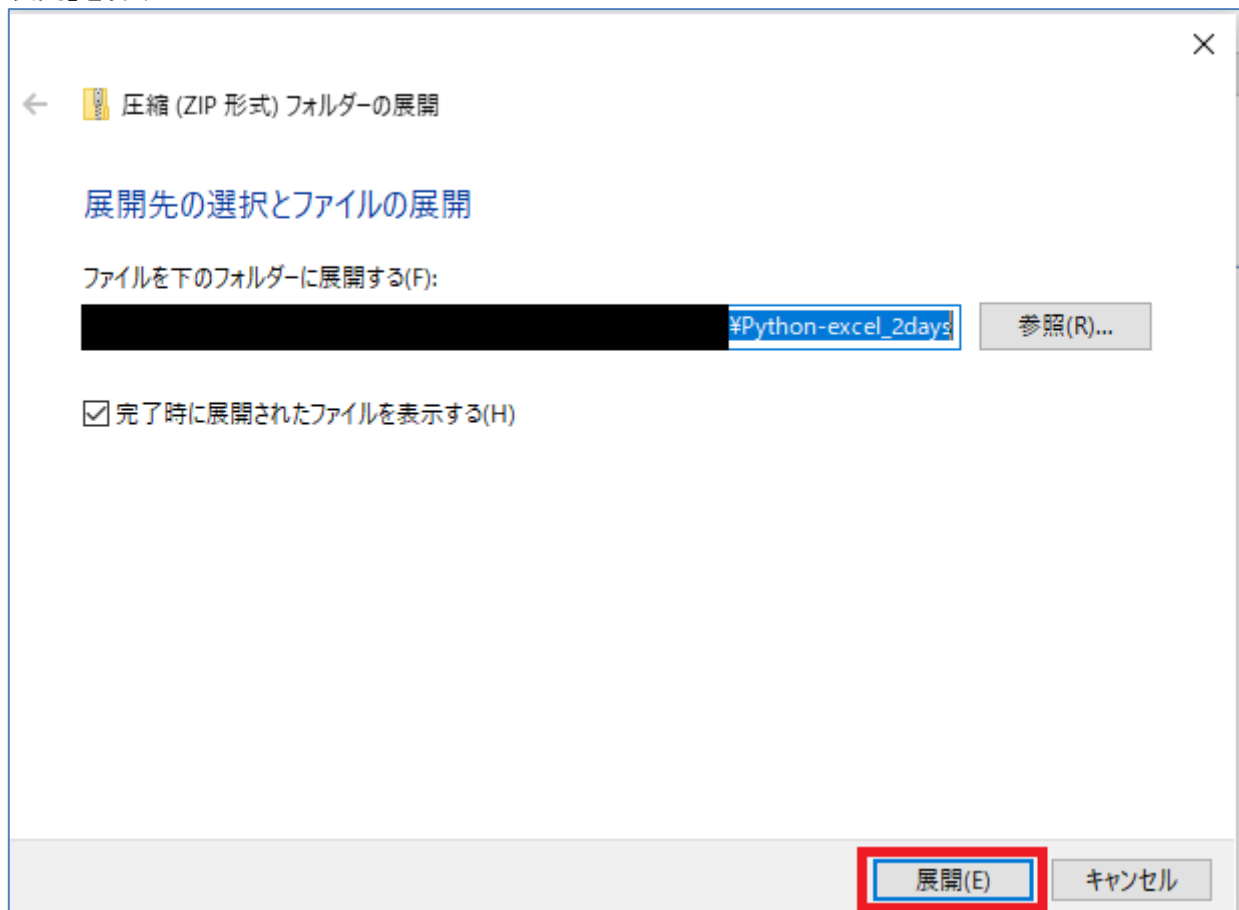 圧縮 (ZIP 形式) フォルダーの展開
展開先の選択とファイルの展開
ファイルを下のフォルダーに展開する(F):
¥Python-excel_2days
参照(R)...
完了時に展開されたファイルを表示する(H)
展開(E)
キャンセル